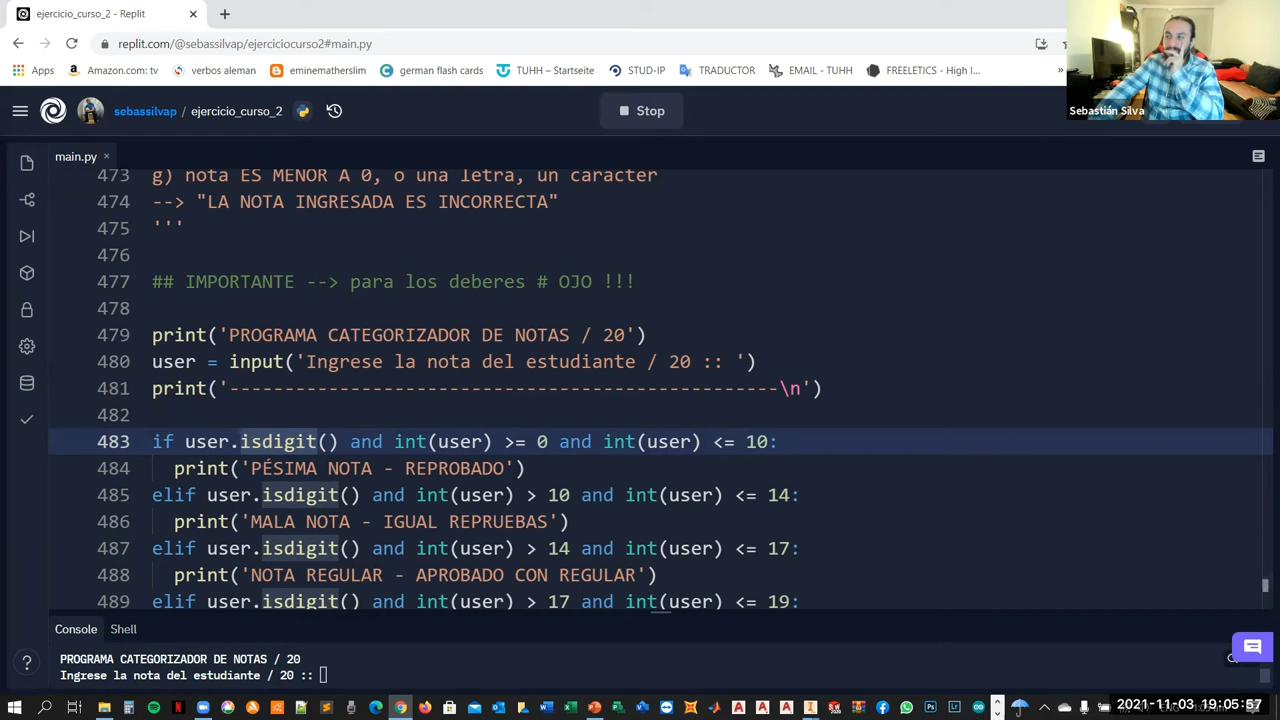 ejercicio_curso_2 - Replit
replit.com/@sebassilvap/ejerciciocurso2#main.py
Apps
Amazon.com: tv
verbos aleman
eminematherslim
german flash cards
TUHH – Startseite
STUD-IP
TRADUCTOR
EMAIL - TUHH
FREELETICS - High I...
Sebastián Silva
sebassilvap / ejercicio_curso_2
Stop
main.py
473 g) nota ES MENOR A 0, o una letra, un caracter
474 --> "LA NOTA INGRESADA ES INCORRECTA"
475 '''
476
477 ## IMPORTANTE --> para los deberes # OJO !!!
478
479 print('PROGRAMA CATEGORIZADOR DE NOTAS / 20')
480 user = input('Ingrese la nota del estudiante / 20 :: ')
481 print('--------------------------------------------------\n')
482
483 if user.isdigit() and int(user) >= 0 and int(user) <= 10:
484 print('PÉSIMA NOTA - REPROBADO')
485 elif user.isdigit() and int(user) > 10 and int(user) <= 14:
486 print('MALA NOTA - IGUAL REPRUEBAS')
487 elif user.isdigit() and int(user) > 14 and int(user) <= 17:
488 print('NOTA REGULAR - APROBADO CON REGULAR')
489 elif user.isdigit() and int(user) > 17 and int(user) <= 19:
Console
Shell
PROGRAMA CATEGORIZADOR DE NOTAS / 20
Ingrese la nota del estudiante / 20 ::
2021-11-03 19:05:57